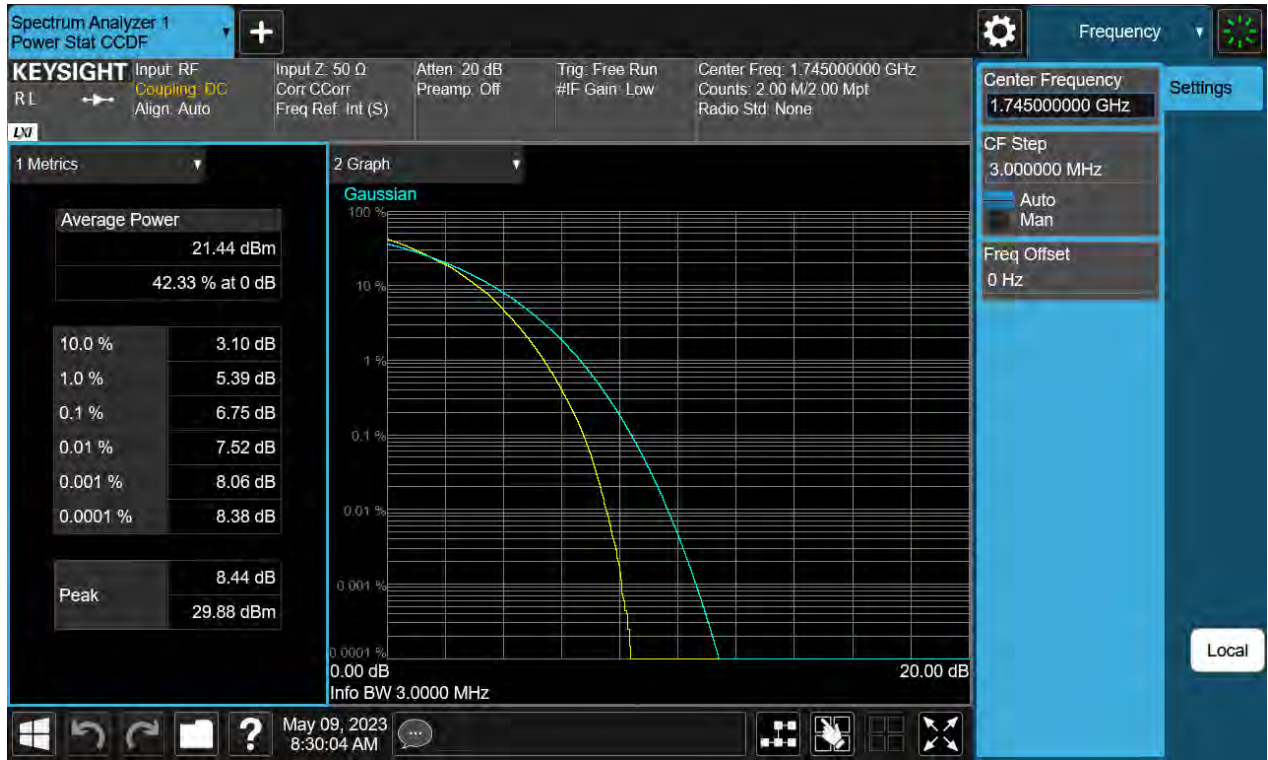 Spectrum Analyzer 1
Power Stat CCDF
Frequency
KEYSIGHT
RL
LXI
Input: RF
Coupling: DC
Align: Auto
Input Z: 50 Ω
Corr CCorr
Freq Ref: Int (S)
Atten: 20 dB
Preamp: Off
Trig: Free Run
#IF Gain: Low
Center Freq: 1.745000000 GHz
Counts: 2.00 M/2.00 Mpt
Radio Std: None
Center Frequency
1.745000000 GHz
Settings
CF Step
3.000000 MHz
Auto
Man
Freq Offset
0 Hz
1 Metrics
Average Power
21.44 dBm
42.33 % at 0 dB
10.0 % 3.10 dB
1.0 % 5.39 dB
0.1 % 6.75 dB
0.01 % 7.52 dB
0.001 % 8.06 dB
0.0001 % 8.38 dB
Peak
8.44 dB
29.88 dBm
2 Graph
Gaussian
100 %
10 %
1 %
0.1 %
0.01 %
0.001 %
0.0001 %
0.00 dB 20.00 dB
Info BW 3.0000 MHz
Local
?
May 09, 2023
8:30:04 AM